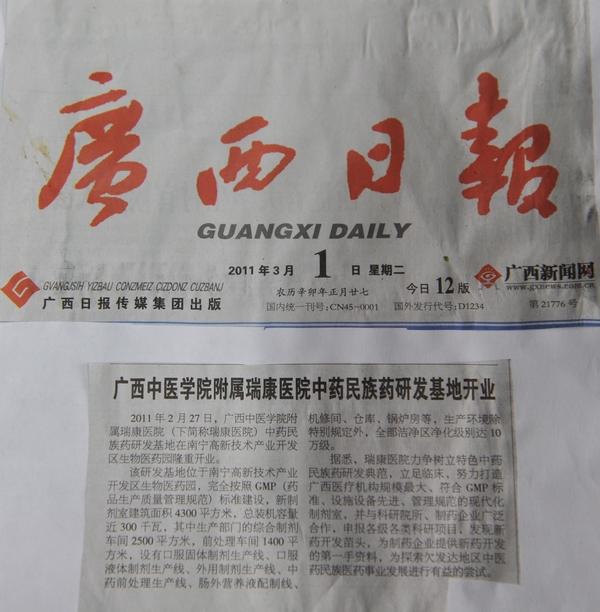 廣西日報
GUANGXI DAILY
2011年3月1日 星期二
农历辛卯年正月廿七
今日12版
广西新闻网
www.gxnews.com.cn
GVANGJSIH YIZBAU CONZMEIZ CIZDONZ CUZBANJ
广西日报传媒集团出版
国内统一刊号:CN45-0001 国外发行代号:D1234 第21776号
广西中医学院附属瑞康医院中药民族药研发基地开业
2011年2月27日,广西中医学院附
属瑞康医院(下简称瑞康医院)中药民
族药研发基地在南宁高新技术产业开发
区生物医药园隆重开业。
该研发基地位于南宁高新技术产业
开发区生物医药园,完全按照GMP(药
品生产质量管理规范)标准建设,新制
剂室建筑面积4300平方米,总装机容量
近300千瓦,其中生产部门的综合制剂
车间2500平方米,前处理车间1400平
方米,设有口服固体制剂生产线、口服
液体制剂生产线、外用制剂生产线、中
药前处理生产线、肠外营养液配制线、
机修间、仓库、锅炉房等,生产环境除
特别规定外,全部洁净区净化级别达10
万级。
据悉,瑞康医院力争树立特色中药
民族药研发典范,立足临床,努力打造
广西医疗机构规模最大、符合GMP标
准、设施设备先进、管理规范的现代化
制剂室,并与科研院所、制药企业广泛
合作,申报各级各类科研项目,发现新
药开发苗头,为制药企业提供新药开发
的第一手资料,为探索欠发达地区中医
药民族医药事业发展进行有益的尝试。